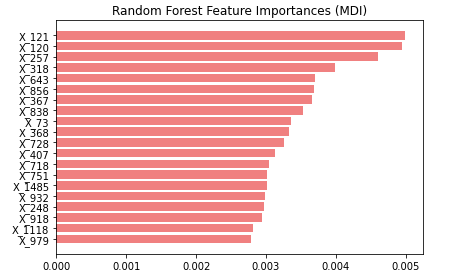 Random Forest Feature Importances (MDI)
X_121
X_120
X_257
X_318
X_643
X_856
X_367
X_838
X_73
X_368
X_728
X_407
X_718
X_751
X_1485
X_932
X_248
X_918
X_1118
X_979
0.000 0.001 0.002 0.003 0.004 0.005